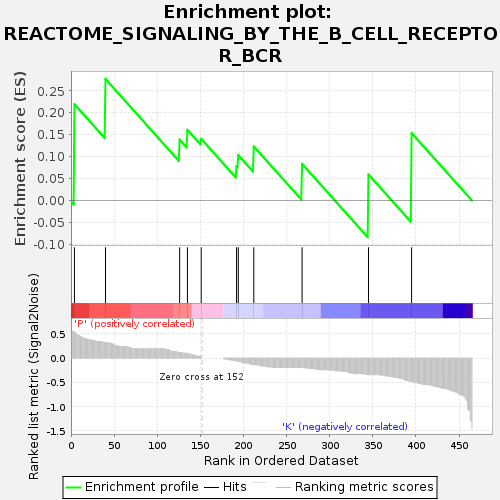 Enrichment plot:
REACTOME_SIGNALING_BY_THE_B_CELL_RECEPTO
R_BCR
Enrichment score (ES)
0.25
0.20
0.15
0.10
0.05
0.00
-0.05
-0.10
Ranked list metric (Signal2Noise)
'P' (positively correlated)
0.5
0.0
-0.5
-1.0
-1.5
Zero cross at 152
'K' (negatively correlated)
0 50 100 150 200 250 300 350 400 450
Rank in Ordered Dataset
Enrichment profile Hits Ranking metric scores